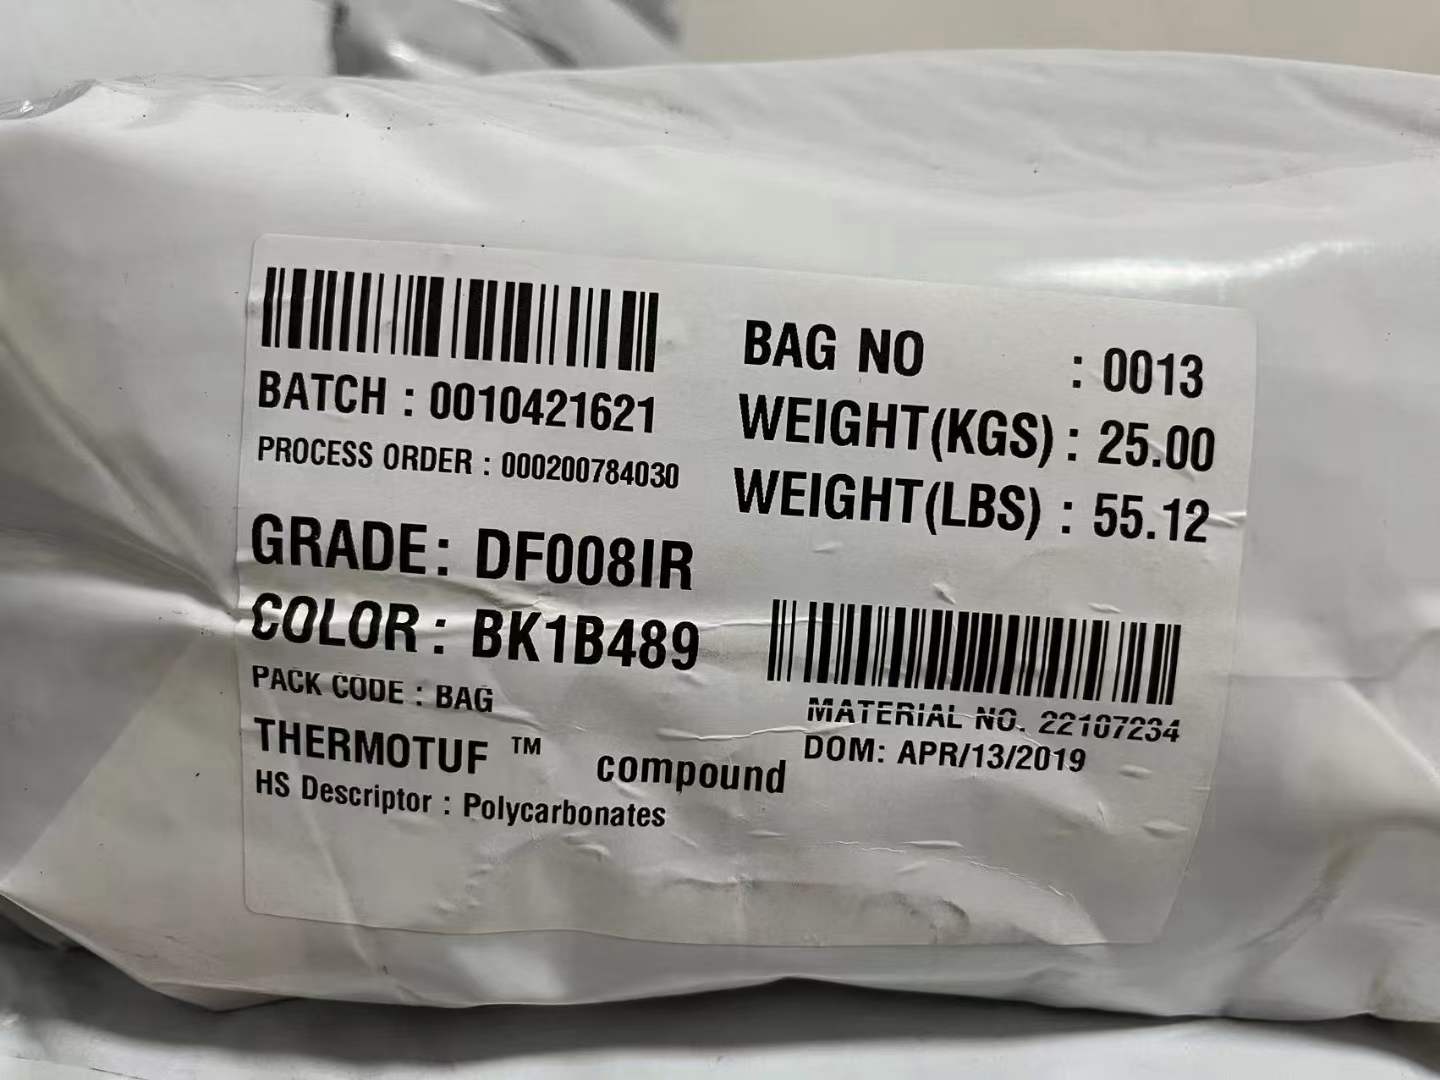 BATCH : 0010421621
PROCESS ORDER : 000200784030
GRADE: DF008IR
COLOR : BK1B489
PACK CODE : BAG
THERMOTUF ™ compound
HS Descriptor : Polycarbonates
BAG NO : 0013
WEIGHT(KGS) : 25.00
WEIGHT(LBS) : 55.12
MATERIAL NO. 22107234
DOM: APR/13/2019